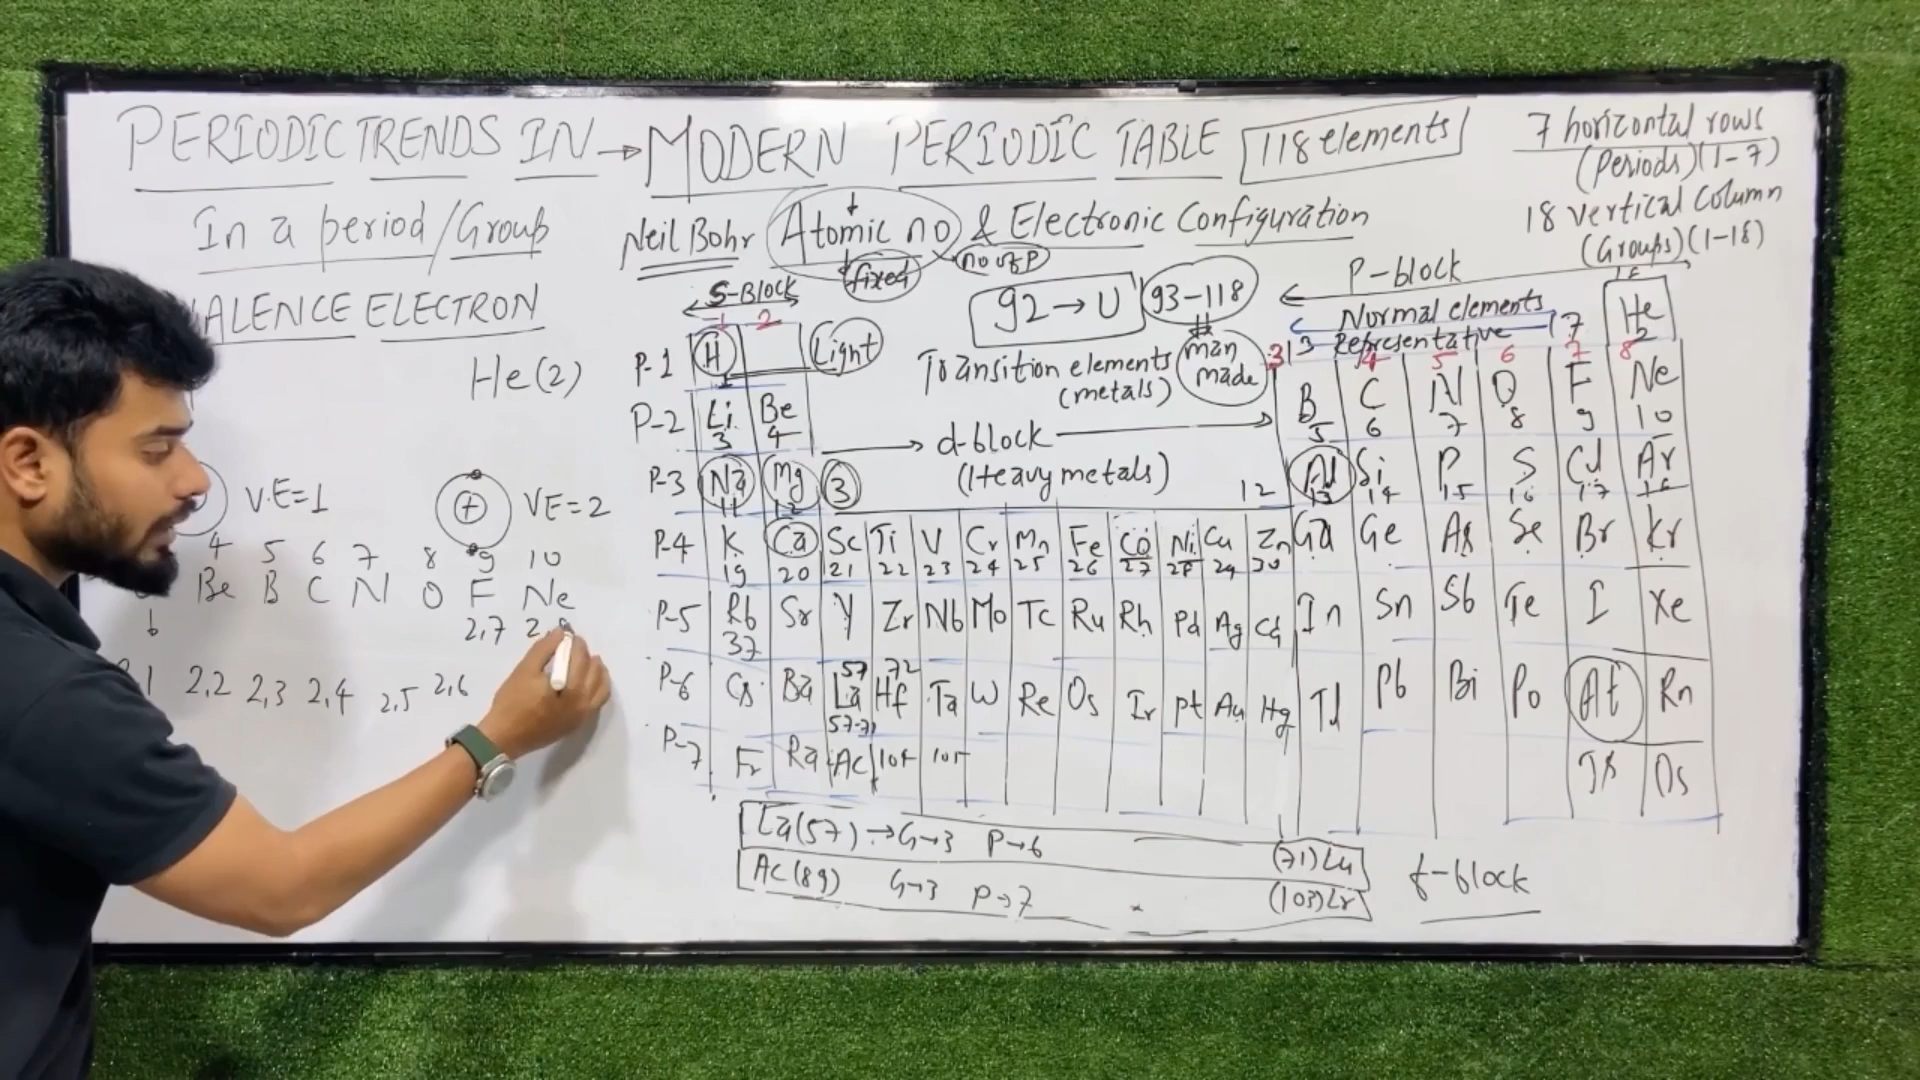 PERIODIC TRENDS IN → MODERN PERIODIC TABLE 118 elements
In a period/Group
ALENCE ELECTRON
He(2)
V.E=1
+ VE=2
4 5 6 7 8 9 10
Be B C N O F Ne
2,7 2,8
1 2,2 2,3 2,4 2,5 2,6
7 horizontal rows
(Periods)(1-7)
18 vertical column
(Groups)(1-18)
Neil Bohr Atomic no & Electronic Configuration
fixed no of P
S-Block
92→U 93-118
man made
P-block
Normal elements
Representative
Transition elements
(metals)
1 2 3 4 5 6 7 8
P-1 H Light He
1 2
P-2 Li Be B C N O F Ne
3 4 5 6 7 8 9 10
→ d-block
(Heavy metals)
P-3 Na Mg 3 12 Al Si P S Cl Ar
11 12 13 14 15 16 17 18
P-4 K Ca Sc Ti V Cr Mn Fe Co Ni Cu Zn Ga Ge As Se Br Kr
19 20 21 22 23 24 25 26 27 28 29 30
P-5 Rb Sr Y Zr Nb Mo Tc Ru Rh Pd Ag Cd In Sn Sb Te I Xe
37
57 72
P-6 Cs Ba La Hf Ta W Re Os Ir Pt Au Hg Tl Pb Bi Po At Rn
57-71
P-7 Fr Ra Ac 104 105 Ts Os
La(57) → G→3 P→6 (71)Lu
Ac(89) G→3 P→7 (103)Lr
f-block